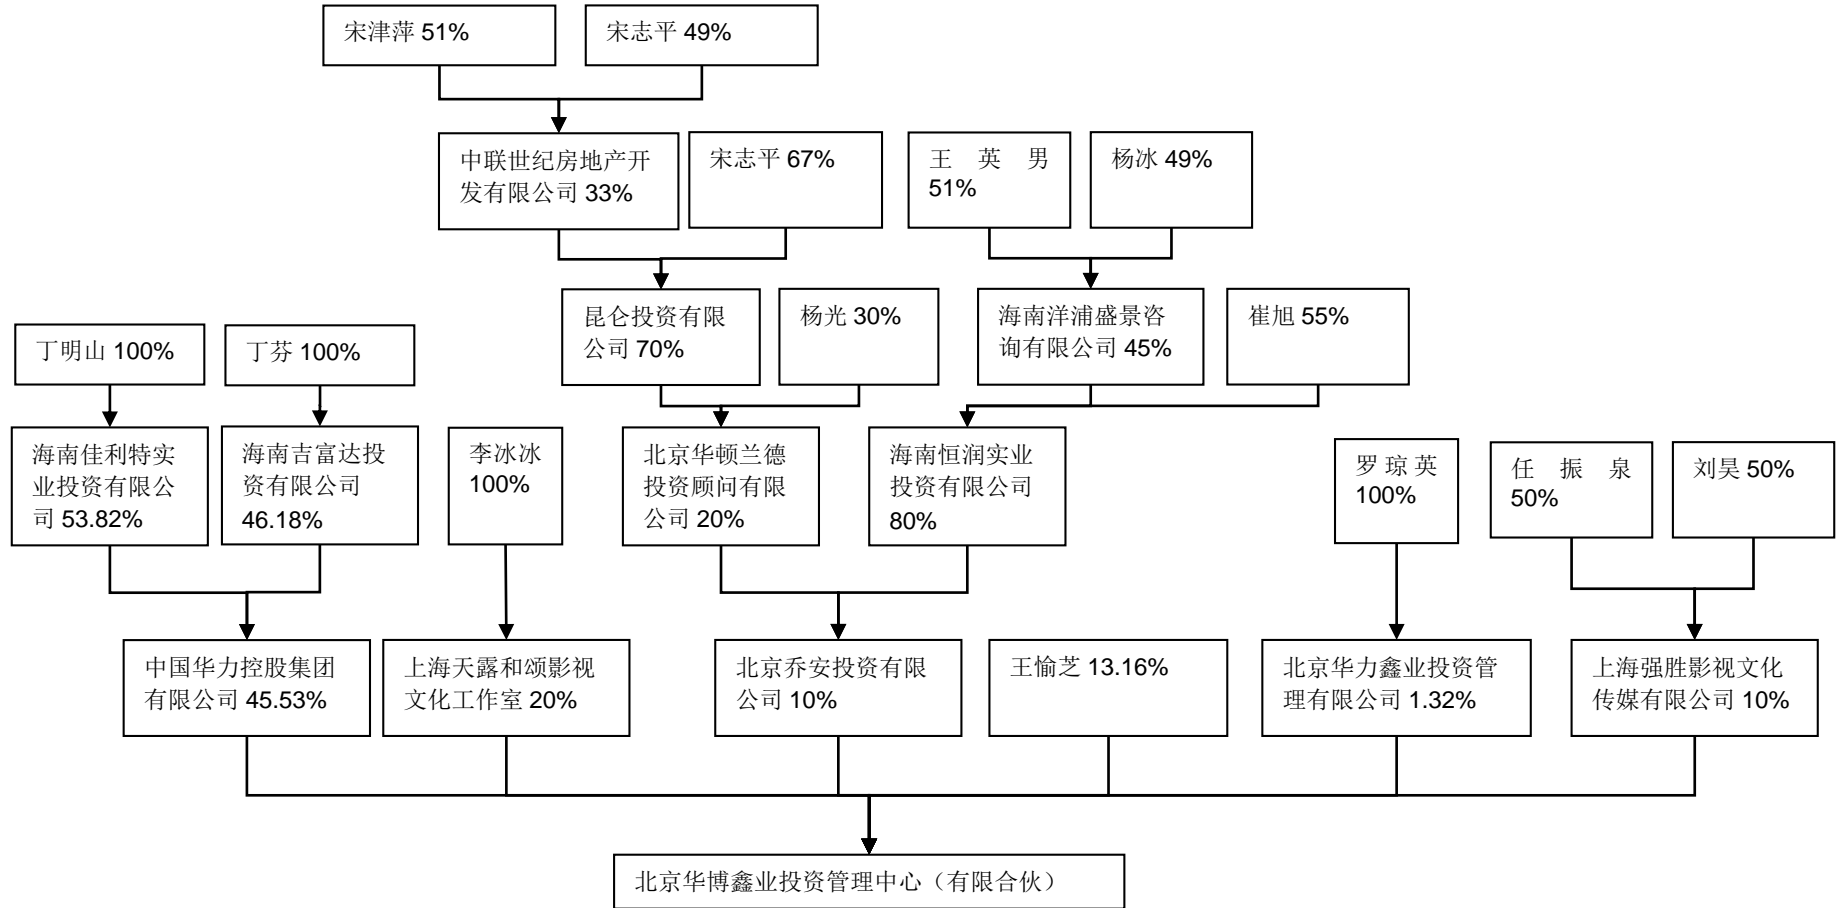 宋津萍 51%
宋志平 49%
中联世纪房地产开
发有限公司 33%
宋志平 67%
王英男
51%
杨冰 49%
昆仑投资有限
公司 70%
杨光 30%
海南洋浦盛景咨
询有限公司 45%
崔旭 55%
丁明山 100%
丁芬 100%
海南佳利特实
业投资有限公
司 53.82%
海南吉富达投
资有限公司
46.18%
李冰冰
100%
北京华顿兰德
投资顾问有限
公司 20%
海南恒润实业
投资有限公司
80%
罗琼英
100%
任振泉
50%
刘昊 50%
中国华力控股集团
有限公司 45.53%
上海天露和颂影视
文化工作室 20%
北京乔安投资有限
公司 10%
王愉芝 13.16%
北京华力鑫业投资管
理有限公司 1.32%
上海强胜影视文化
传媒有限公司 10%
北京华博鑫业投资管理中心（有限合伙）